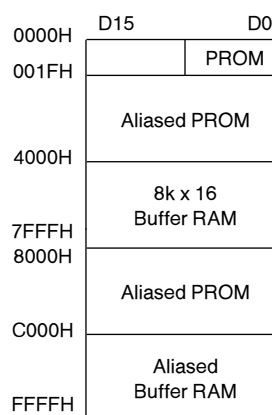 D15 D0
0000H
PROM
001FH
Aliased PROM
4000H
8k x 16
Buffer RAM
7FFFH
8000H
Aliased PROM
C000H
Aliased
Buffer RAM
FFFFH